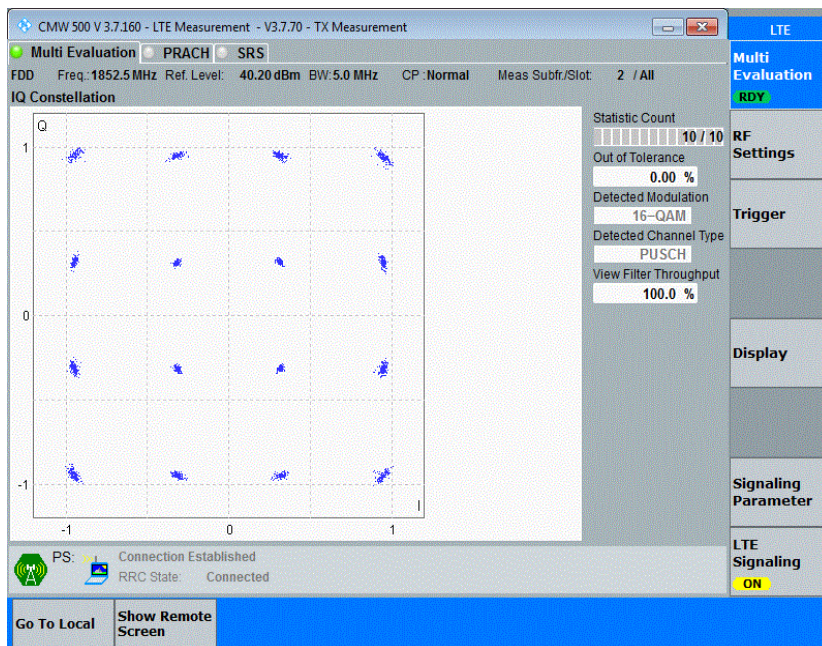 CMW 500 V 3.7.160 - LTE Measurement - V3.7.70 - TX Measurement
LTE
Multi Evaluation PRACH SRS
Multi
Evaluation
RDY
FDD Freq.: 1852.5 MHz Ref. Level: 40.20 dBm BW: 5.0 MHz CP : Normal Meas Subfr./Slot: 2 / All
IQ Constellation
Q
1
0
-1
-1 0 1
I
Statistic Count
10 / 10
Out of Tolerance
0.00 %
Detected Modulation
16-QAM
Detected Channel Type
PUSCH
View Filter Throughput
100.0 %
RF
Settings
Trigger
Display
Signaling
Parameter
LTE
Signaling
ON
PS: Connection Established
RRC State: Connected
Go To Local
Show Remote
Screen